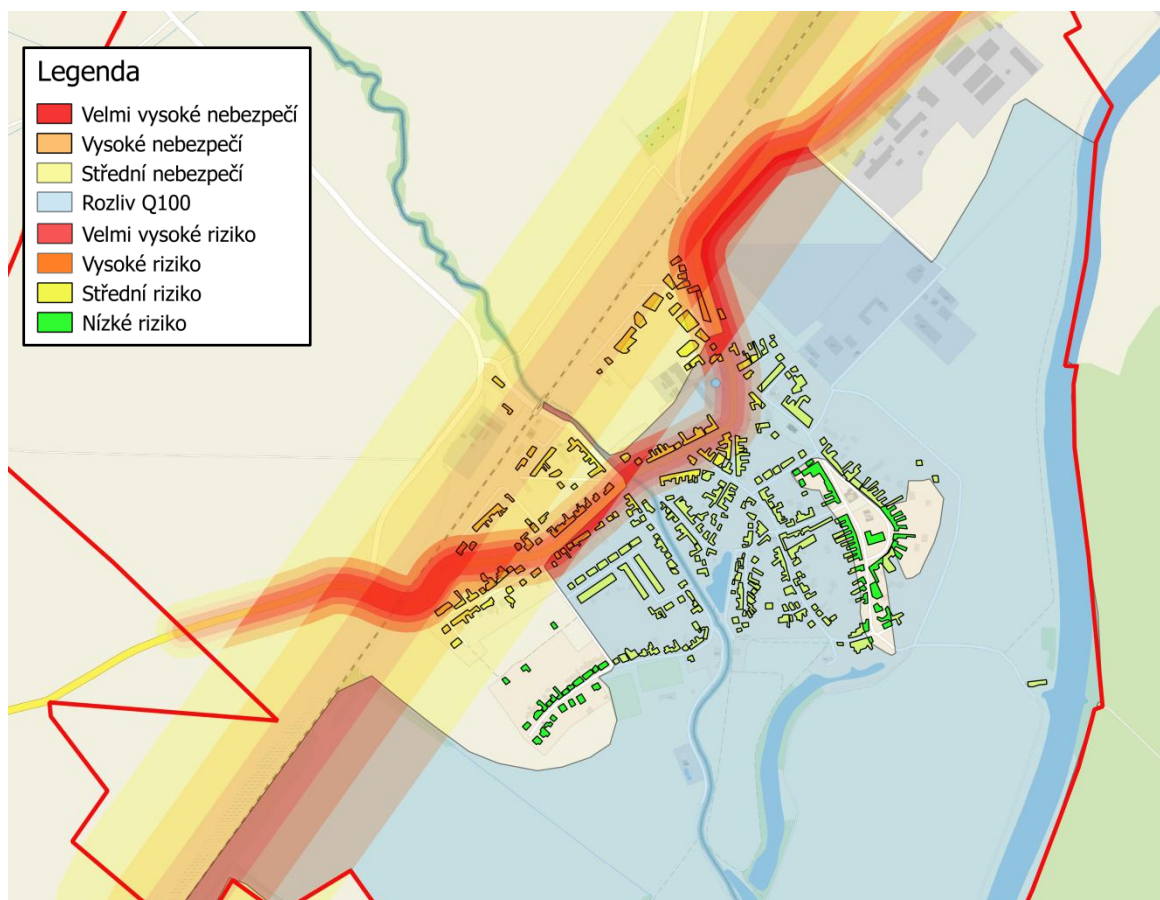 Legenda
Velmi vysoké nebezpečí
Vysoké nebezpečí
Střední nebezpečí
Rozliv Q100
Velmi vysoké riziko
Vysoké riziko
Střední riziko
Nízké riziko